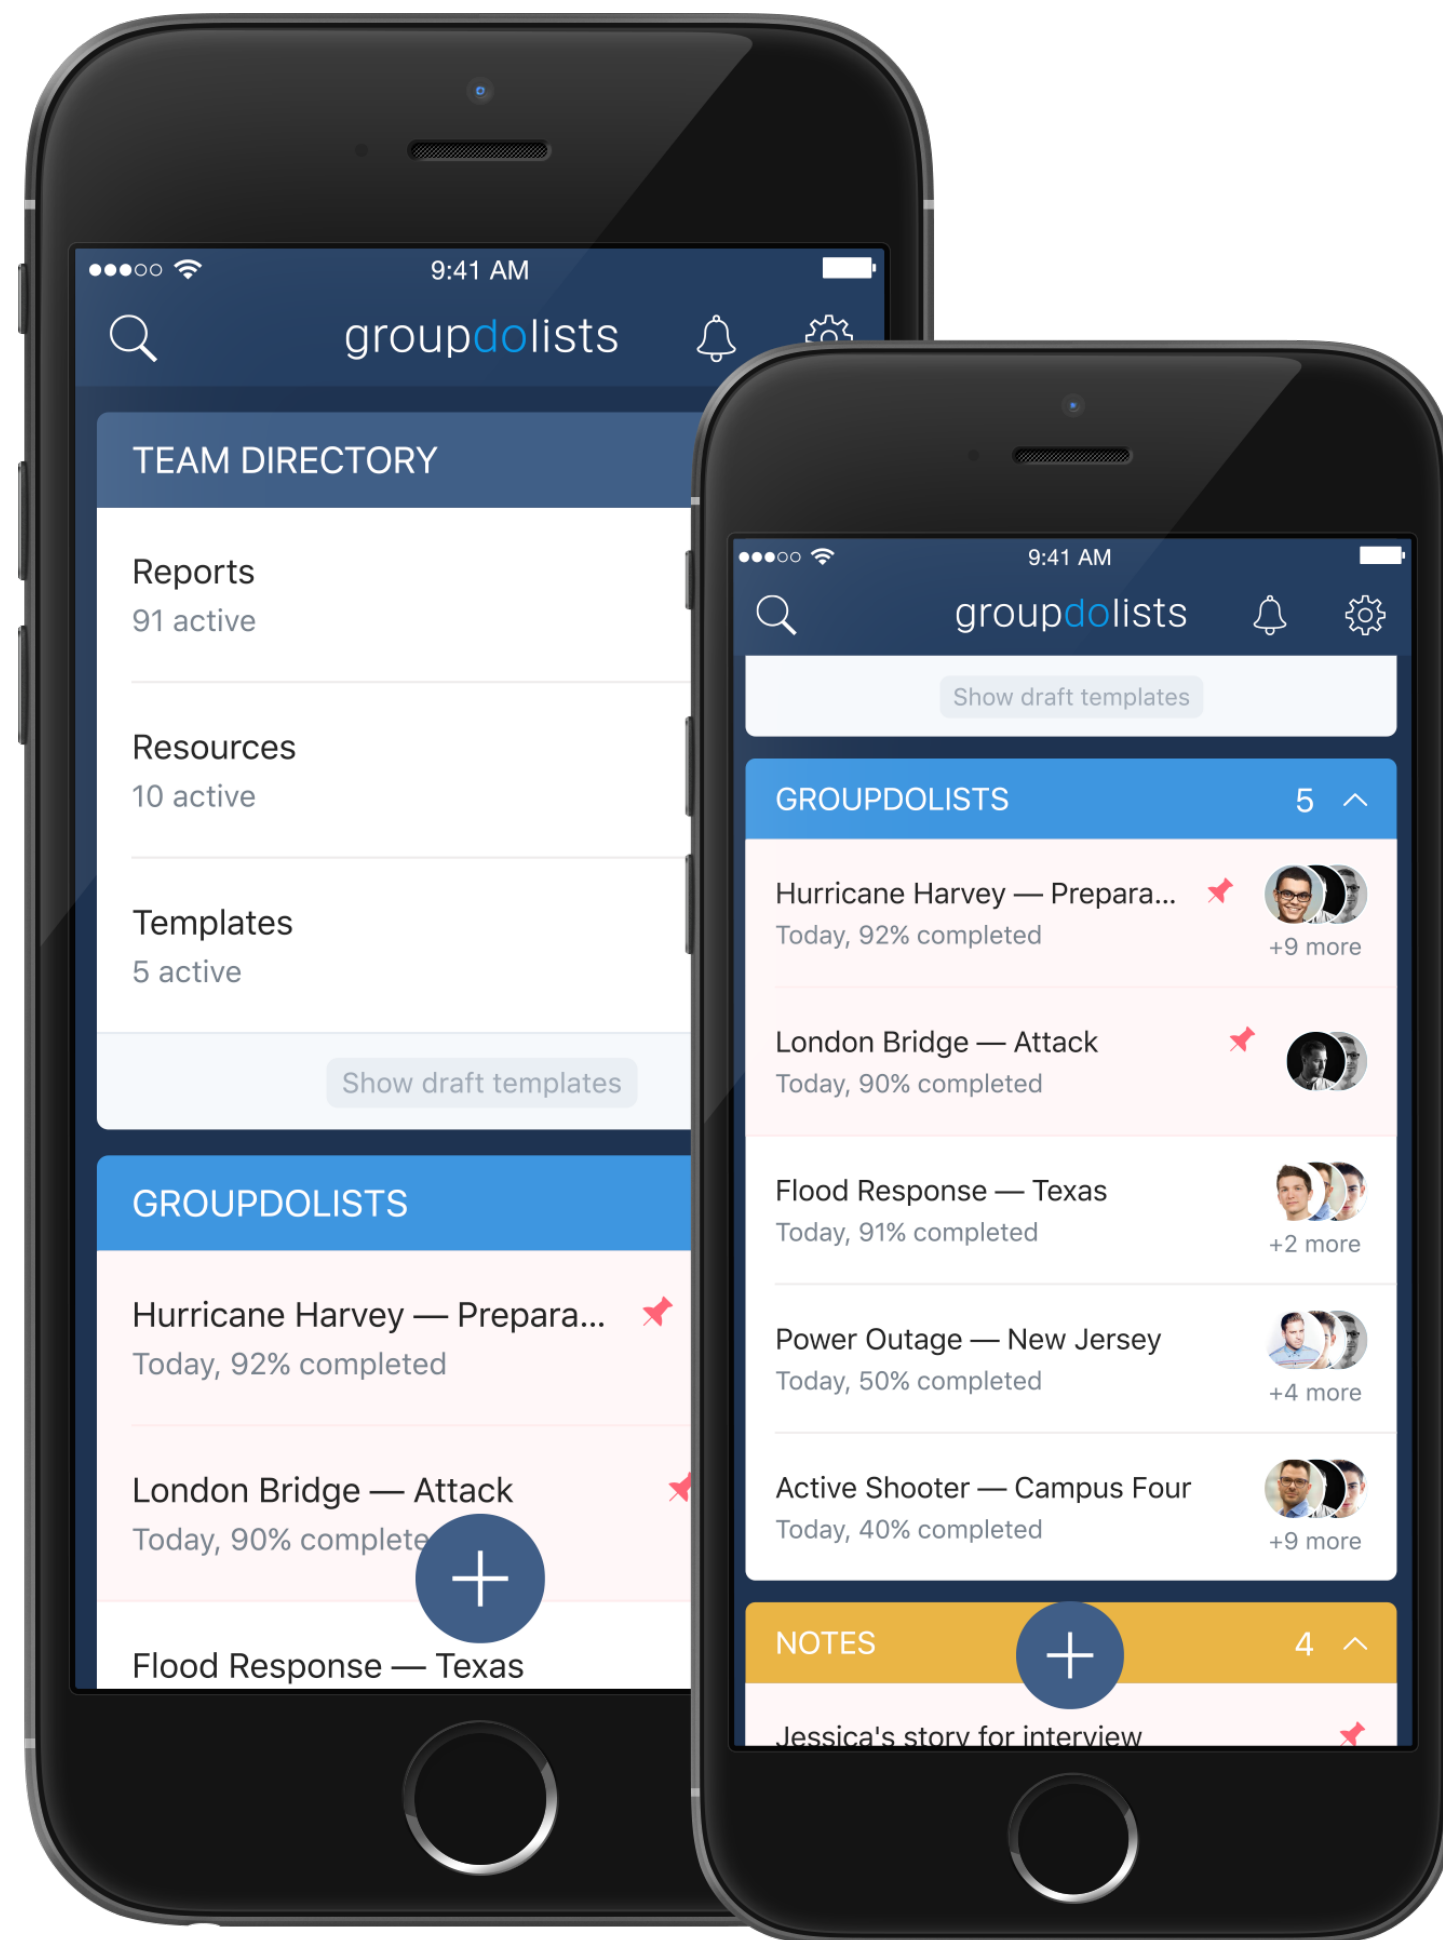 9:41 AM
groupdolists
TEAM DIRECTORY
Reports
91 active
Resources
10 active
Templates
5 active
Show draft templates
GROUPDOLISTS
Hurricane Harvey — Prepara...
Today, 92% completed
London Bridge — Attack
Today, 90% complete
Flood Response — Texas
9:41 AM
groupdolists
Show draft templates
GROUPDOLISTS 5
Hurricane Harvey — Prepara...
Today, 92% completed
+9 more
London Bridge — Attack
Today, 90% completed
Flood Response — Texas
Today, 91% completed
+2 more
Power Outage — New Jersey
Today, 50% completed
+4 more
Active Shooter — Campus Four
Today, 40% completed
+9 more
NOTES 4
Jessica's story for interview